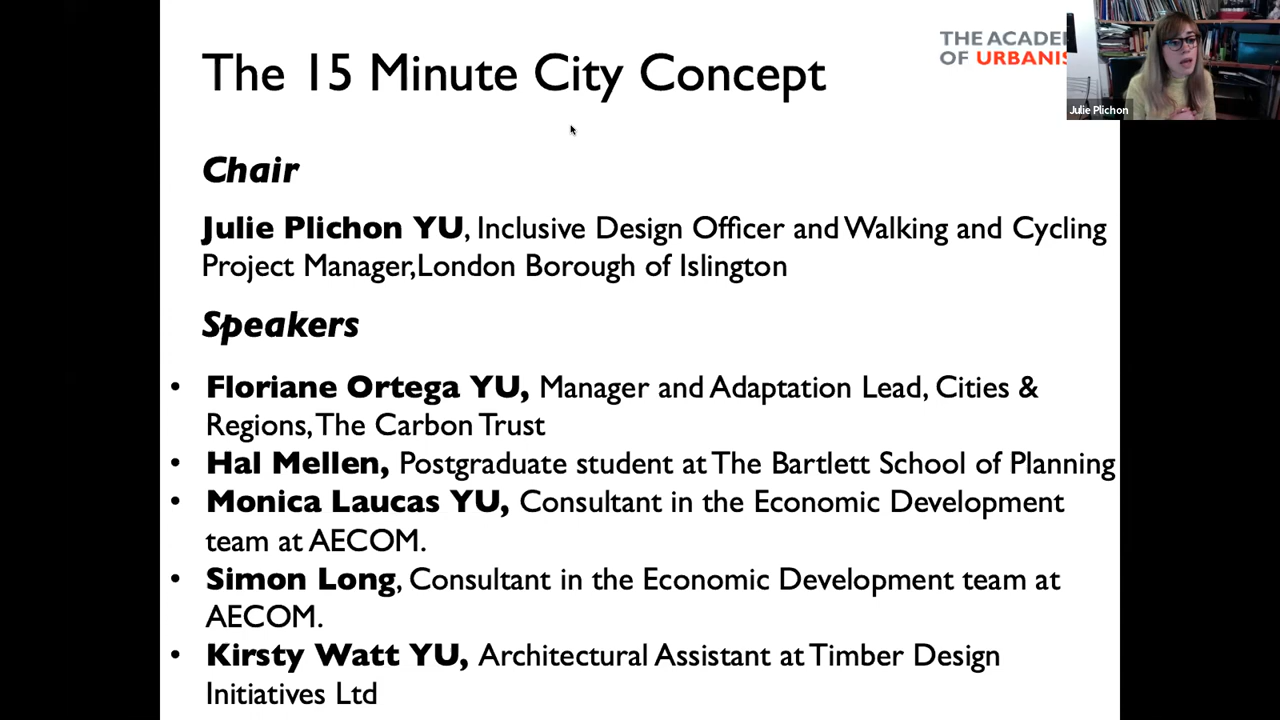 The 15 Minute City Concept
THE ACADE
OF URBANIS
Julie Plichon
Chair
Julie Plichon YU, Inclusive Design Officer and Walking and Cycling
Project Manager,London Borough of Islington
Speakers
• Floriane Ortega YU, Manager and Adaptation Lead, Cities &
Regions,The Carbon Trust
• Hal Mellen, Postgraduate student at The Bartlett School of Planning
• Monica Laucas YU, Consultant in the Economic Development
team at AECOM.
• Simon Long, Consultant in the Economic Development team at
AECOM.
• Kirsty Watt YU, Architectural Assistant at Timber Design
Initiatives Ltd